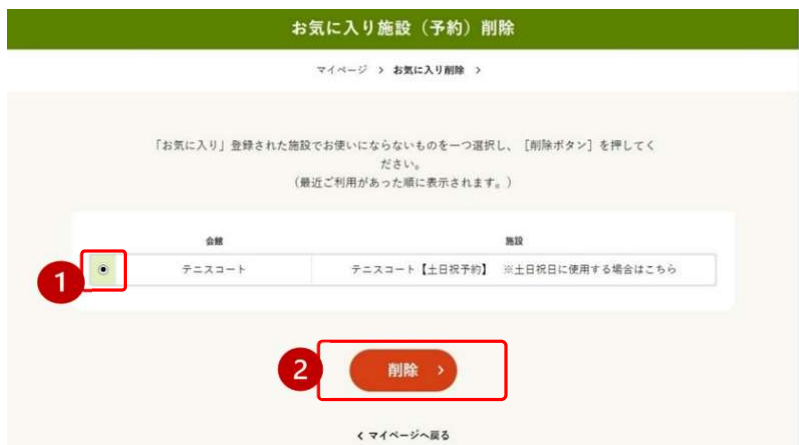 お気に入り施設（予約）削除
マイページ > お気に入り削除 >
「お気に入り」登録された施設でお使いにならないものを一つ選択し、［削除ボタン］を押してく
ださい。
（最近ご利用があった順に表示されます。）
会館 施設
1 テニスコート テニスコート【土日祝予約】 ※土日祝日に使用する場合はこちら
2 削除 >
< マイページへ戻る